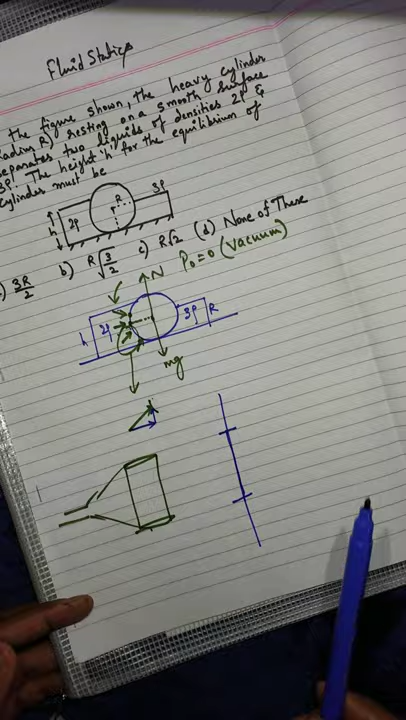 Fluid Statics
the figure shown, the heavy cylinder
radius R) resting on a smooth surface
separates two liquids of densities 2ρ &
3ρ. The height 'h' for the equilibrium of
cylinder must be
R
3ρ
h
2ρ
) 3R/2 b) R√3/2 c) R√2 (d) None of These
N P₀=0 (Vacuum)
h 2ρ 3ρ R
mg